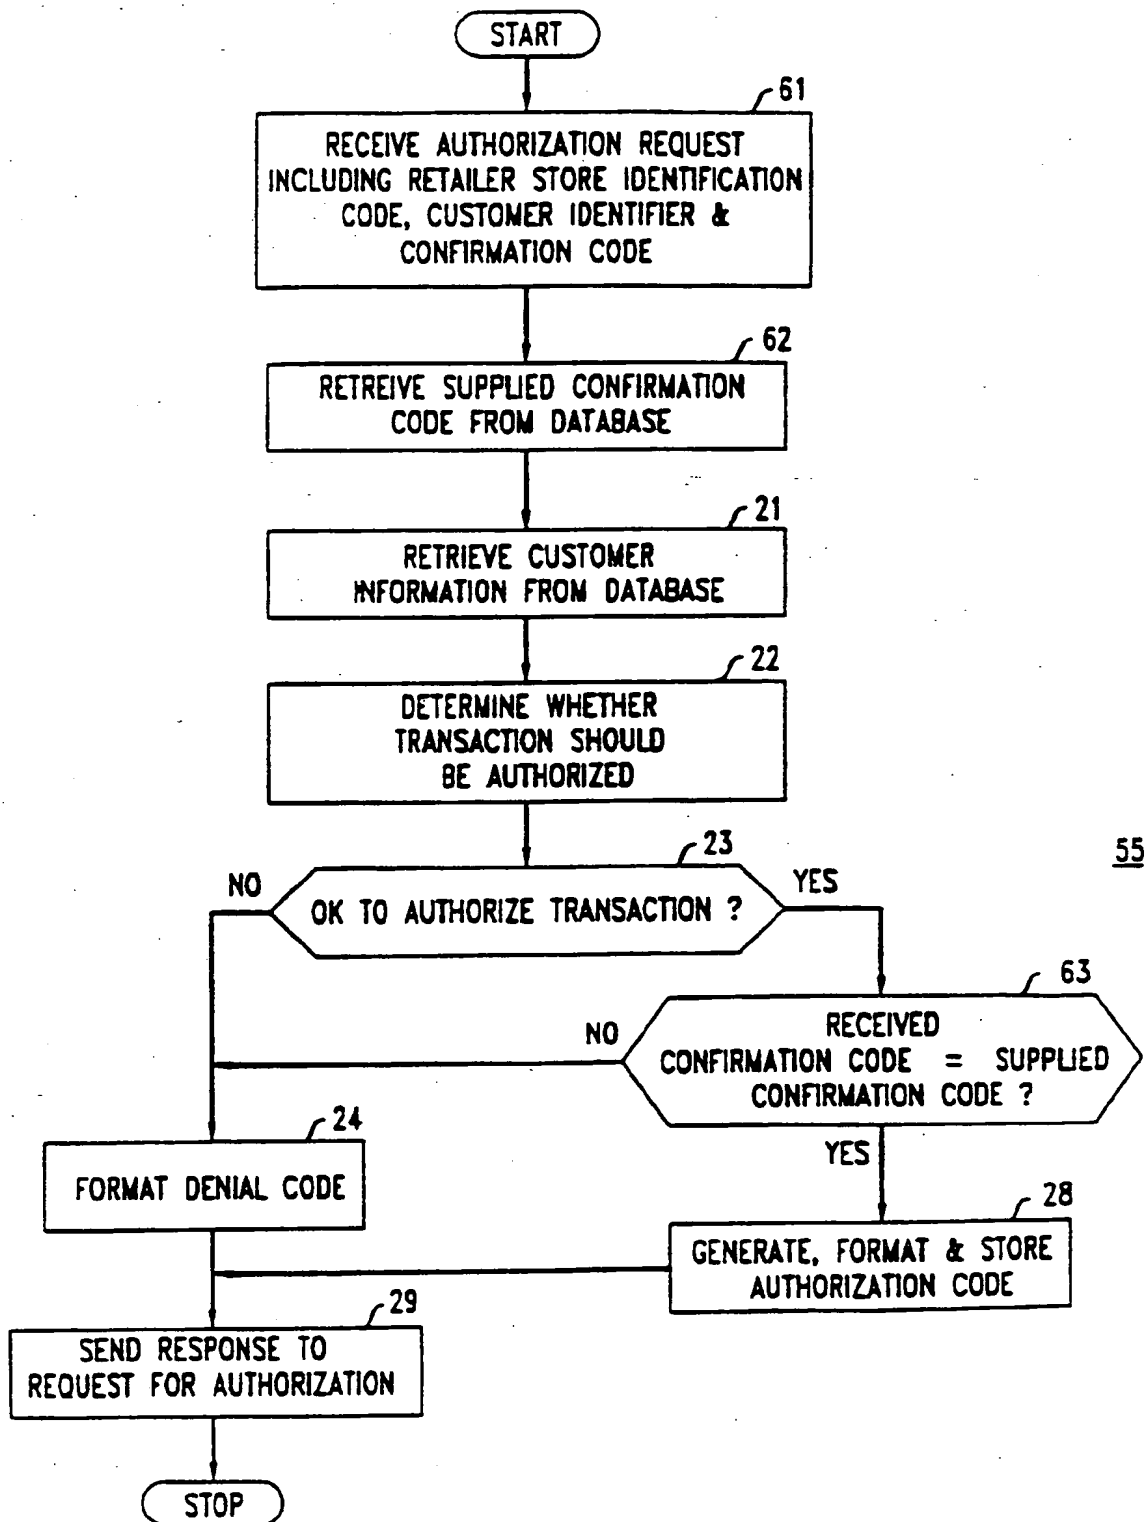 START
61
RECEIVE AUTHORIZATION REQUEST
INCLUDING RETAILER STORE IDENTIFICATION
CODE, CUSTOMER IDENTIFIER &
CONFIRMATION CODE
62
RETREIVE SUPPLIED CONFIRMATION
CODE FROM DATABASE
21
RETRIEVE CUSTOMER
INFORMATION FROM DATABASE
22
DETERMINE WHETHER
TRANSACTION SHOULD
BE AUTHORIZED
23
55
NO
OK TO AUTHORIZE TRANSACTION ?
YES
63
NO
RECEIVED
CONFIRMATION CODE = SUPPLIED
CONFIRMATION CODE ?
24
YES
FORMAT DENIAL CODE
28
GENERATE, FORMAT & STORE
AUTHORIZATION CODE
29
SEND RESPONSE TO
REQUEST FOR AUTHORIZATION
STOP